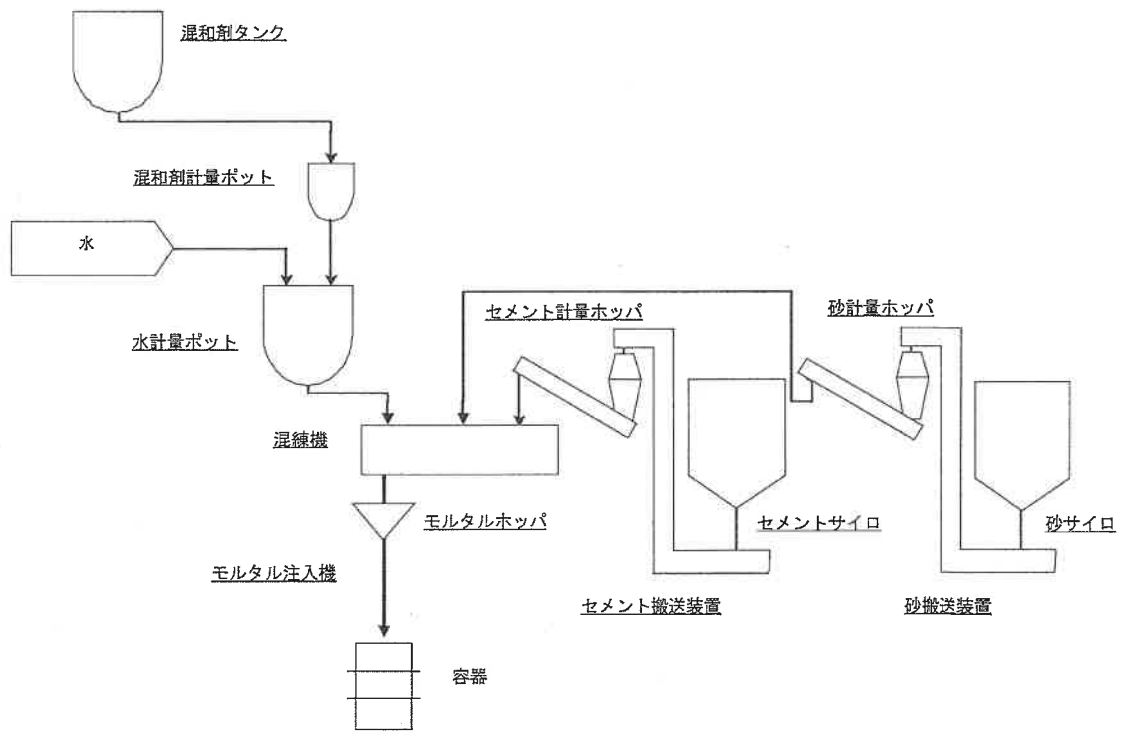 混和剤タンク
混和剤計量ポット
水
水計量ポット
セメント計量ホッパ
砂計量ホッパ
混練機
モルタルホッパ
セメントサイロ
砂サイロ
モルタル注入機
セメント搬送装置
砂搬送装置
容器